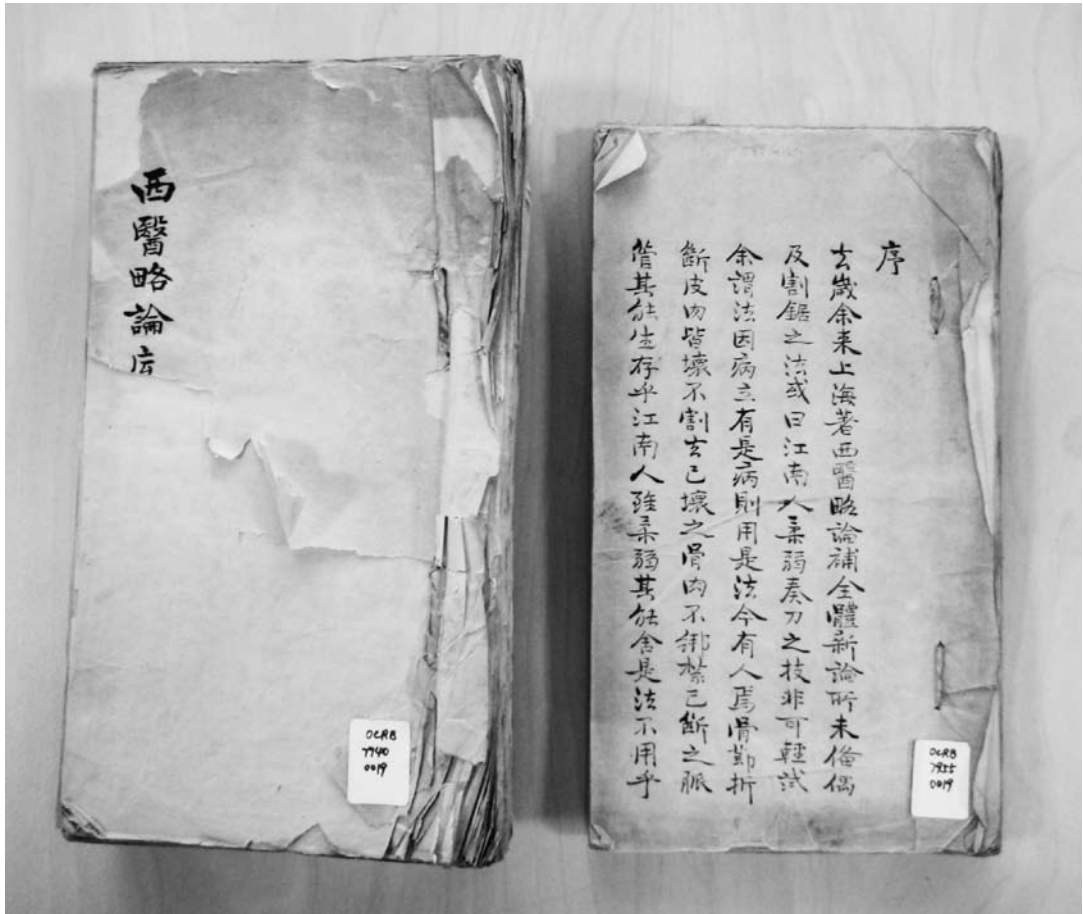 西醫略論序
OCRB
7940
0019
序
去歲余来上海著西醫略論補全體新論所未俻偶
及割鋸之法或曰江南人柔弱奏刀之技非可輕試
余謂法因病立有是病則用是法今有人焉骨節折
斷皮肉皆壞不割去已壞之骨肉不綁紮已斷之脈
管其能生存乎江南人雖柔弱其能舍是法不用乎
OCRB
7955
0019